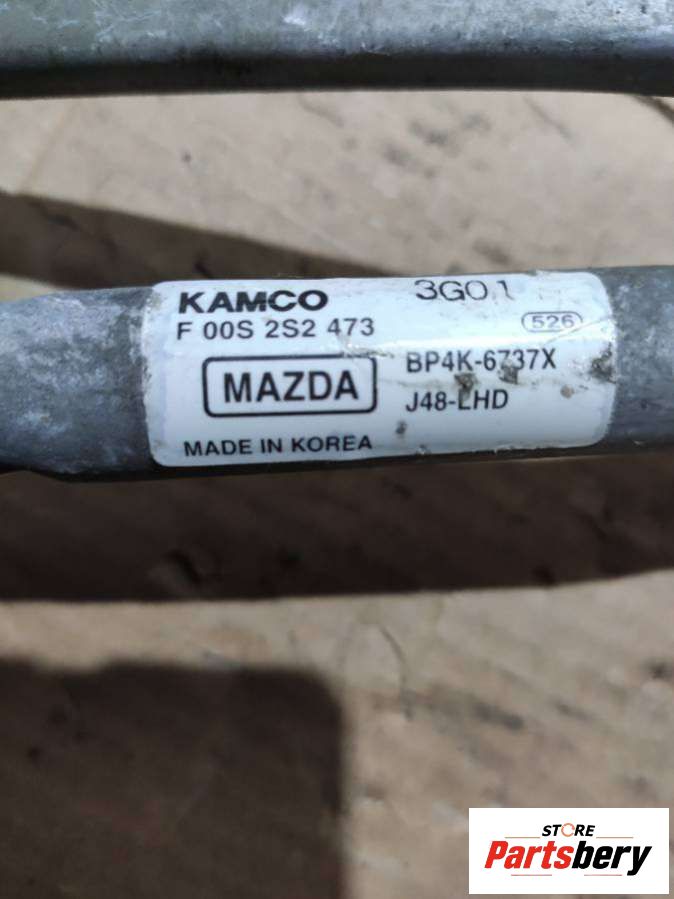 KAMCO 3G01
F 00S 2S2 473 526
MAZDA BP4K-6737X
J48-LHD
MADE IN KOREA
STORE
Partsbery